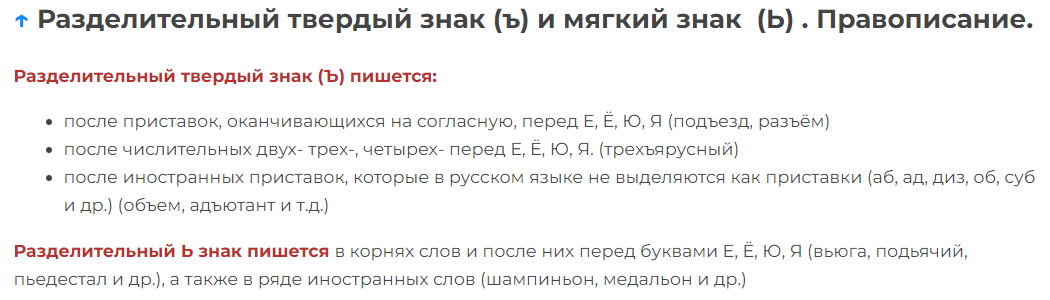 ↑ Разделительный твердый знак (ъ) и мягкий знак (Ь) . Правописание.
Разделительный твердый знак (Ъ) пишется:
• после приставок, оканчивающихся на согласную, перед Е, Ё, Ю, Я (подъезд, разъём)
• после числительных двух- трех-, четырех- перед Е, Ё, Ю, Я. (трехъярусный)
• после иностранных приставок, которые в русском языке не выделяются как приставки (аб, ад, диз, об, суб
и др.) (объем, адъютант и т.д.)
Разделительный Ь знак пишется в корнях слов и после них перед буквами Е, Ё, Ю, Я (вьюга, подьячий,
пьедестал и др.), а также в ряде иностранных слов (шампиньон, медальон и др.)